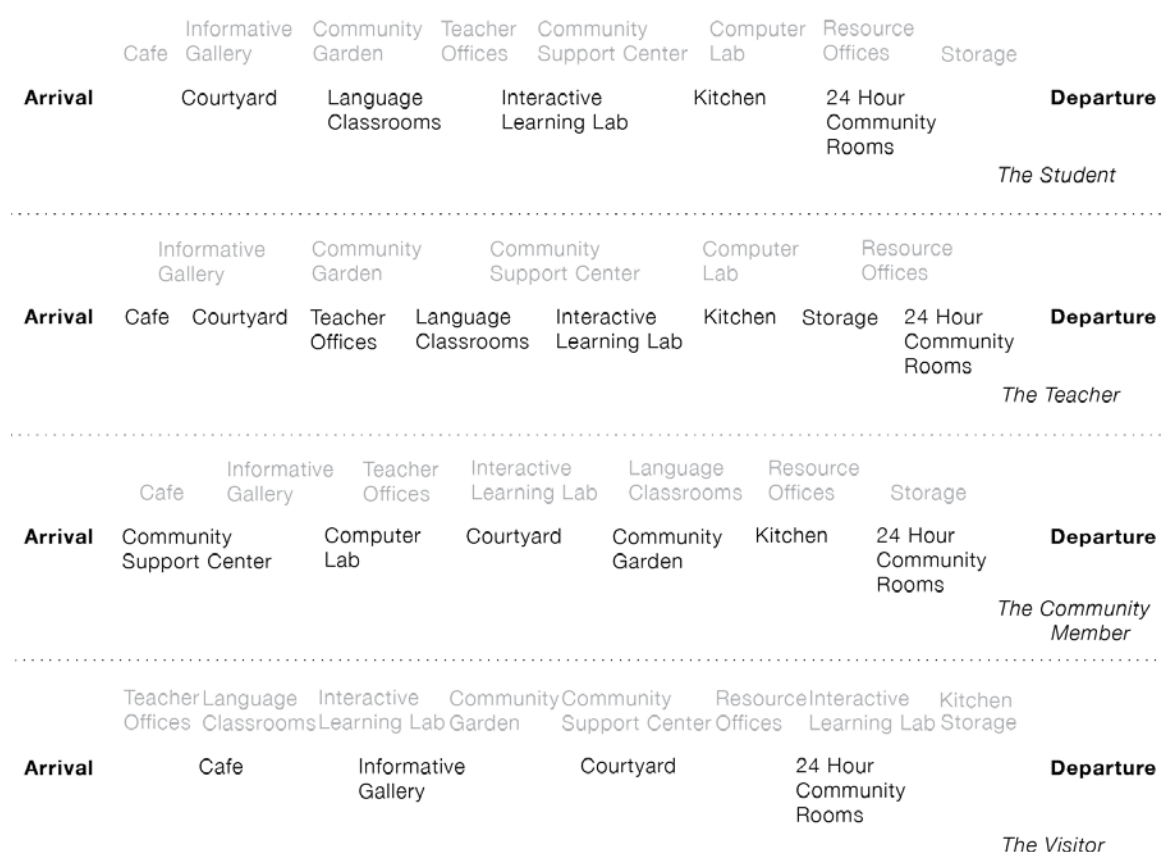 Informative Community Teacher Community Computer Resource
Cafe Gallery Garden Offices Support Center Lab Offices Storage
Arrival Courtyard Language Interactive Kitchen 24 Hour Departure
Classrooms Learning Lab Community
Rooms
The Student
Informative Community Community Computer Resource
Gallery Garden Support Center Lab Offices
Arrival Cafe Courtyard Teacher Language Interactive Kitchen Storage 24 Hour Departure
Offices Classrooms Learning Lab Community
Rooms
The Teacher
Informative Teacher Interactive Language Resource
Cafe Gallery Offices Learning Lab Classrooms Offices Storage
Arrival Community Computer Courtyard Community Kitchen 24 Hour Departure
Support Center Lab Garden Community
Rooms
The Community
Member
Teacher Language Interactive Community Community Resource Interactive Kitchen
Offices Classrooms Learning Lab Garden Support Center Offices Learning Lab Storage
Arrival Cafe Informative Courtyard 24 Hour Departure
Gallery Community
Rooms
The Visitor